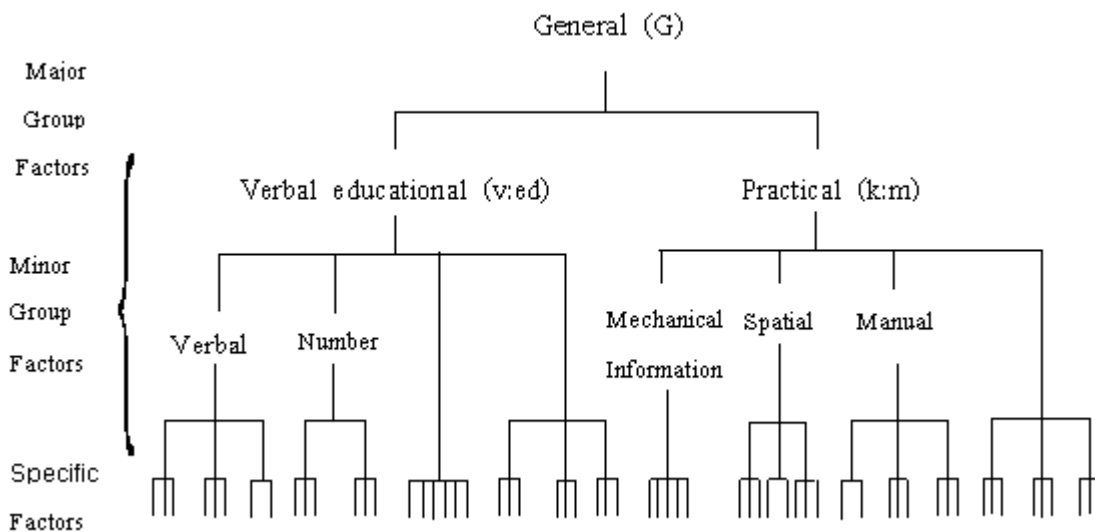 General (G)
Major
Group
Factors
Verbal educational (v:ed)
Practical (k:m)
Minor
Group
Factors
Verbal
Number
Mechanical
Information
Spatial
Manual
Specific
Factors